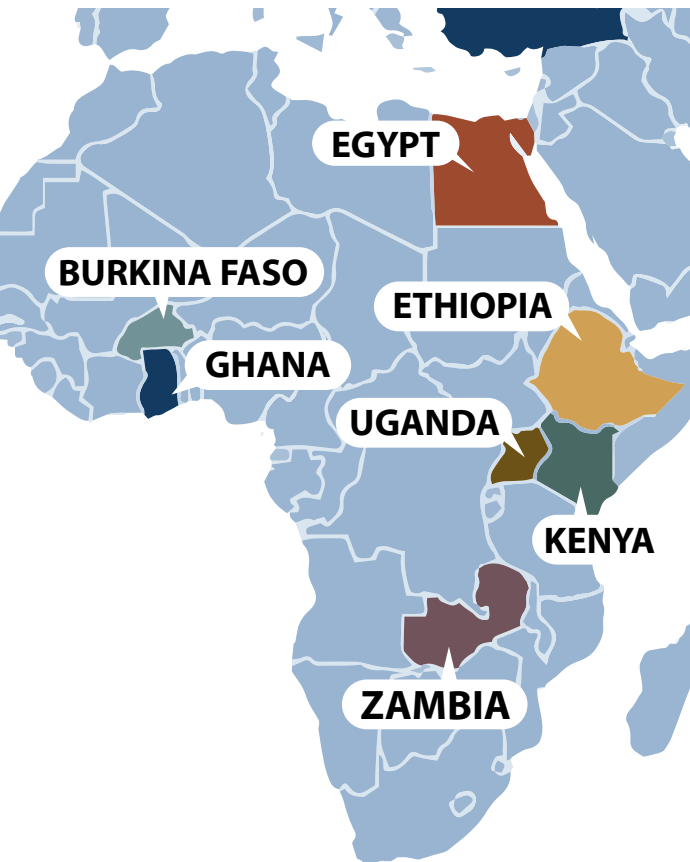 EGYPT
BURKINA FASO
ETHIOPIA
GHANA
UGANDA
KENYA
ZAMBIA